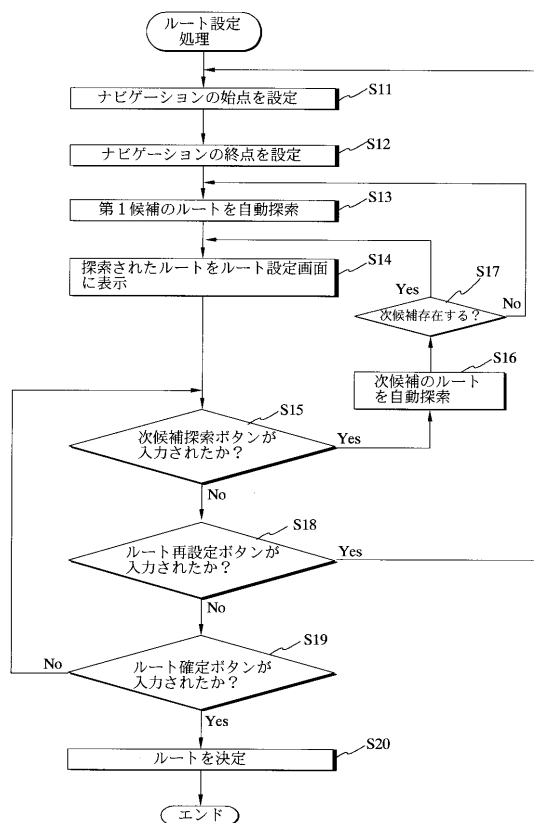 ルート設定
処理
ナビゲーションの始点を設定
S11
ナビゲーションの終点を設定
S12
第1候補のルートを自動探索
S13
探索されたルートをルート設定画面
に表示
S14
Yes
S17
次候補存在する?
No
S16
次候補のルート
を自動探索
S15
次候補探索ボタンが
入力されたか?
Yes
No
S18
ルート再設定ボタンが
入力されたか?
Yes
No
S19
ルート確定ボタンが
入力されたか?
No
Yes
ルートを決定
S20
エンド